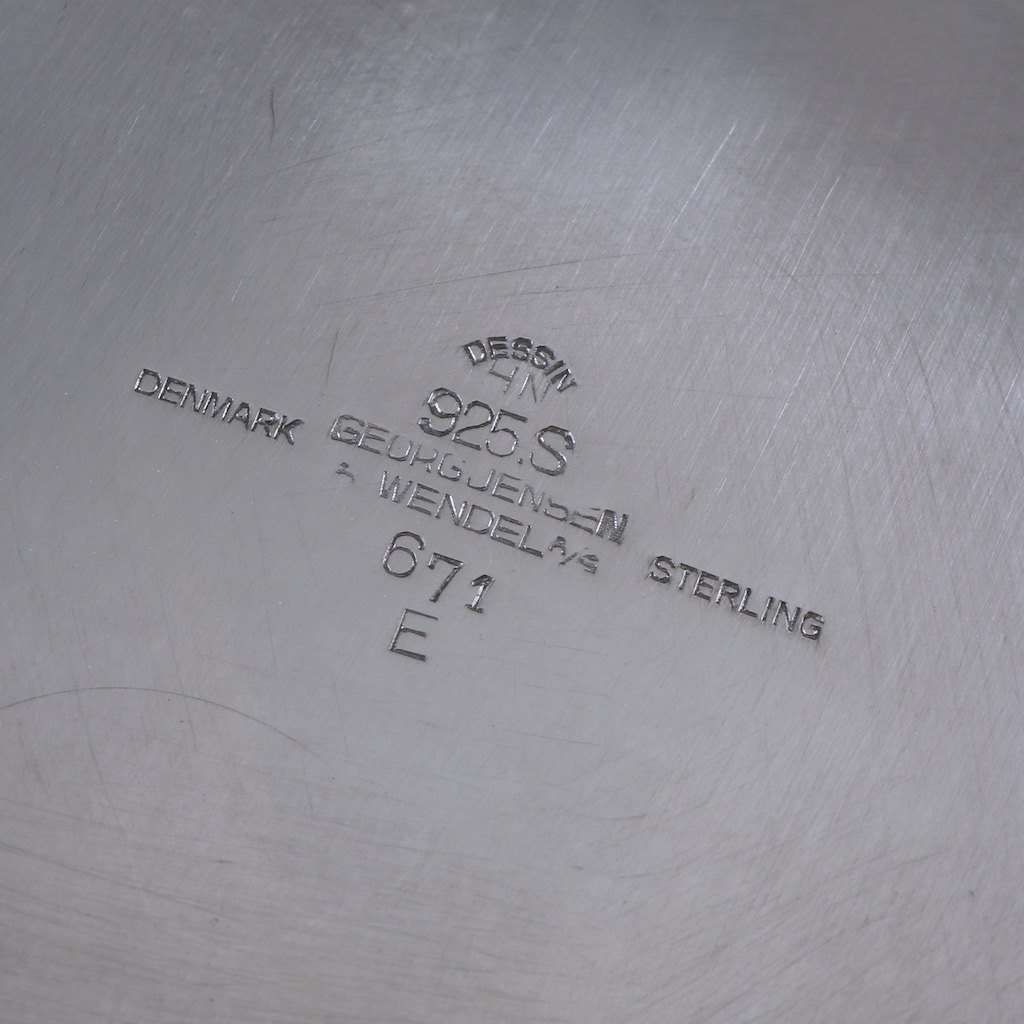 DESSIN
HN
925.S
DENMARK GEORG JENSEN STERLING
& WENDEL A/S
671
E